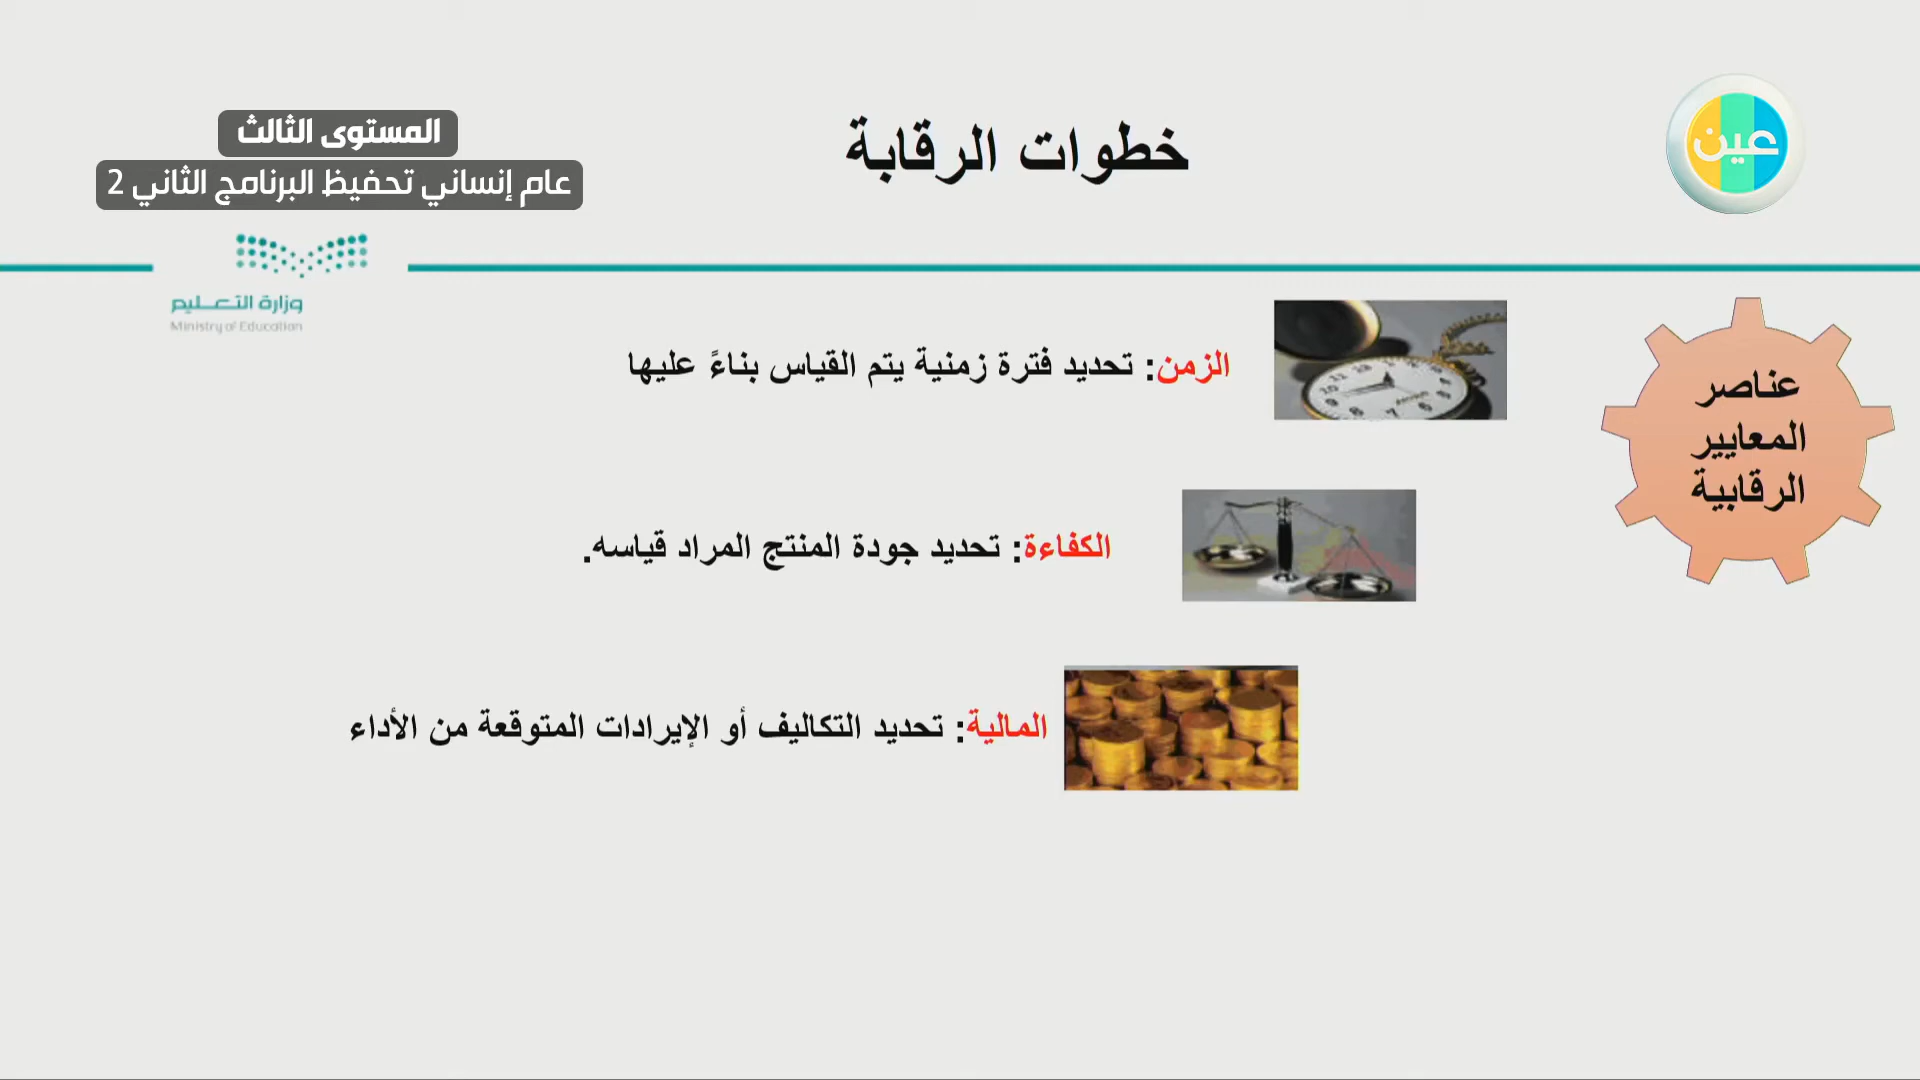 عين
خطوات الرقابة
المستوى الثالث
عام إنساني تحفيظ البرنامج الثاني 2
وزارة التعليم
Ministry of Education
عناصر
المعايير
الرقابية
الزمن: تحديد فترة زمنية يتم القياس بناءً عليها
الكفاءة: تحديد جودة المنتج المراد قياسه.
المالية: تحديد التكاليف أو الإيرادات المتوقعة من الأداء